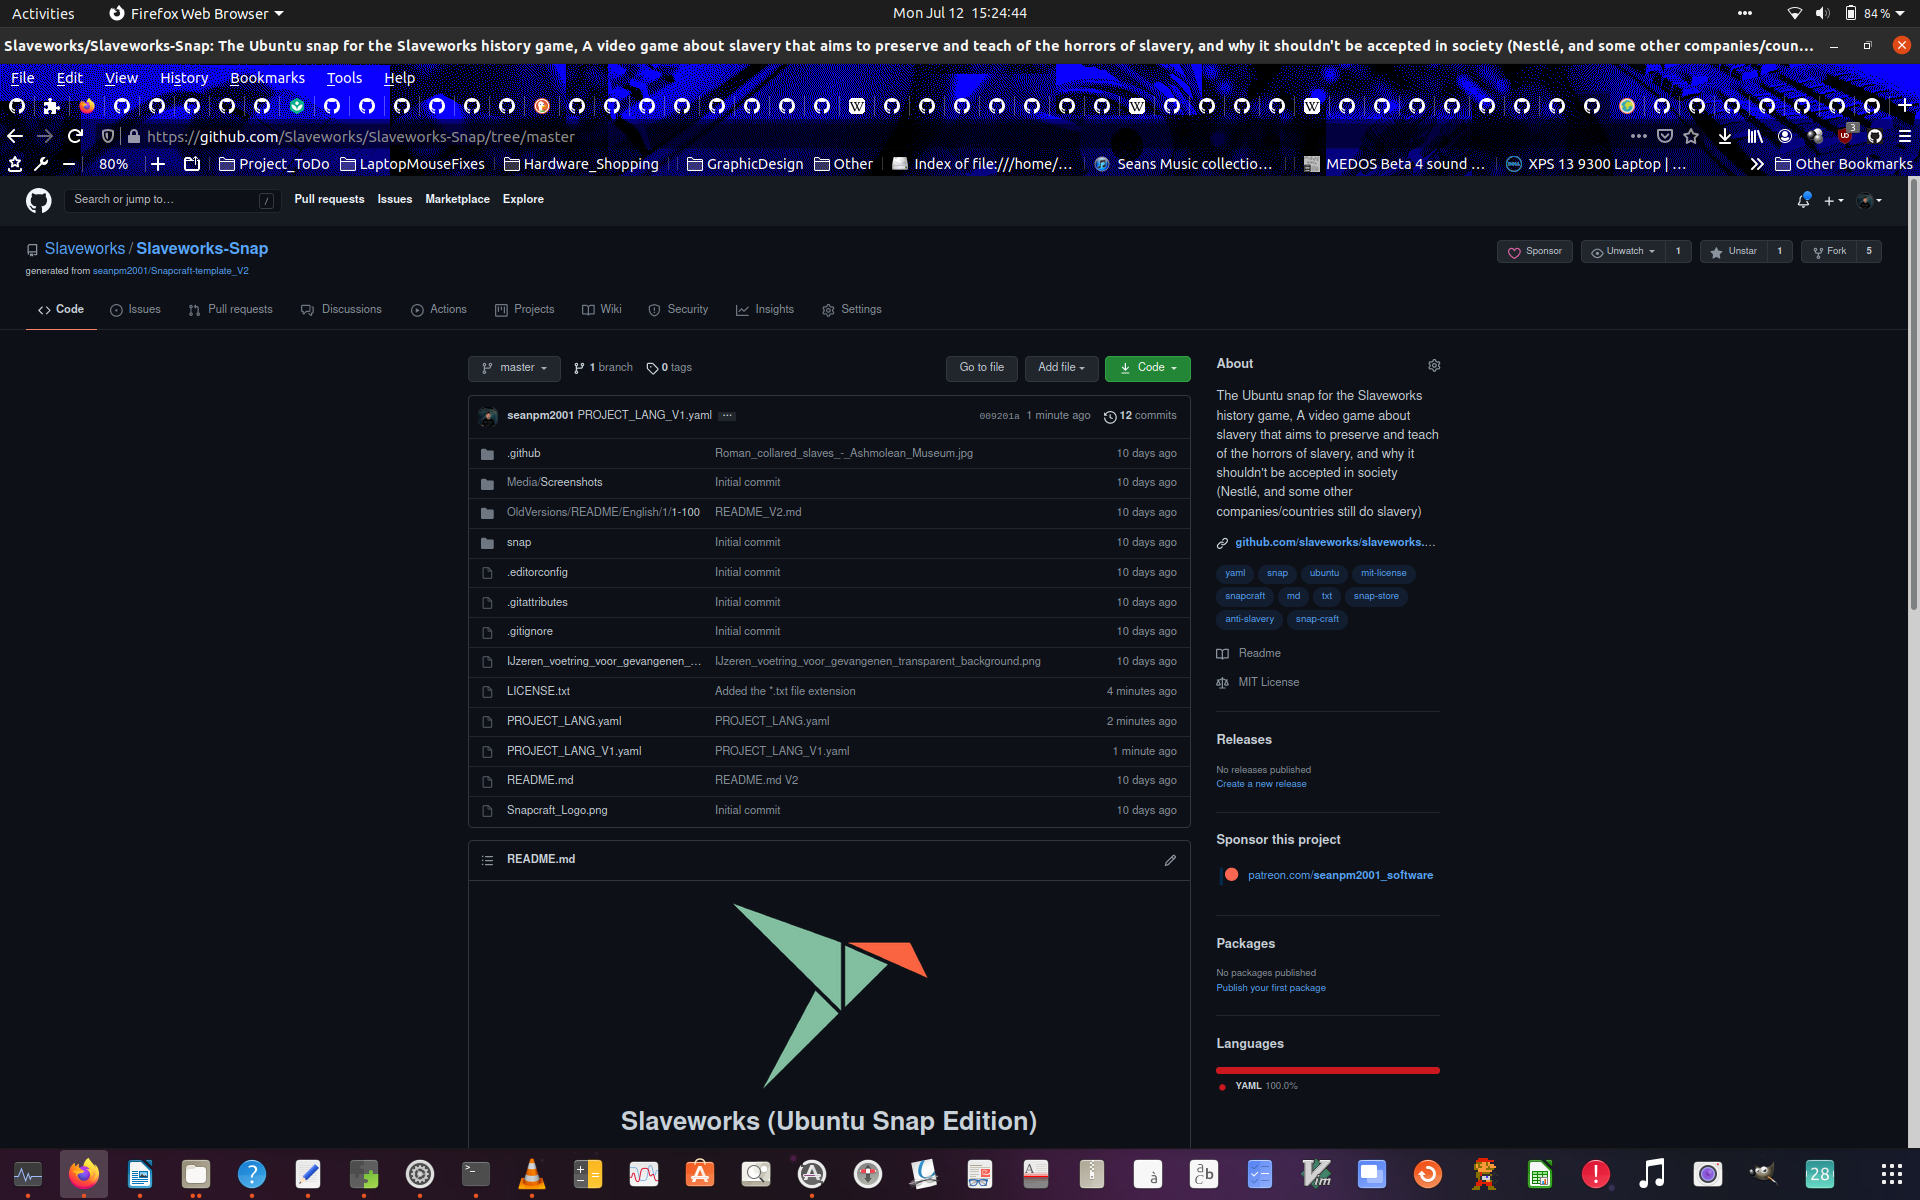 Activities
Firefox Web Browser
Mon Jul 12 15:24:44
84 %
Slaveworks/Slaveworks-Snap: The Ubuntu snap for the Slaveworks history game, A video game about slavery that aims to preserve and teach of the horrors of slavery, and why it shouldn't be accepted in society (Nestlé, and some other companies/coun...
File Edit View History Bookmarks Tools Help
https://github.com/Slaveworks/Slaveworks-Snap/tree/master
3
80%
Project_ToDo
LaptopMouseFixes
Hardware_Shopping
GraphicDesign
Other
Index of file:///home/...
Seans Music collectio...
MEDOS Beta 4 sound ...
XPS 13 9300 Laptop | ...
Other Bookmarks
Search or jump to...
/
Pull requests Issues Marketplace Explore
Slaveworks / Slaveworks-Snap
generated from seanpm2001/Snapcraft-template_V2
Sponsor
Unwatch 1
Unstar 1
Fork 5
Code
Issues
Pull requests
Discussions
Actions
Projects
Wiki
Security
Insights
Settings
master
1 branch
0 tags
Go to file
Add file
Code
seanpm2001 PROJECT_LANG_V1.yaml ...
009201a 1 minute ago
12 commits
.github Roman_collared_slaves_-_Ashmolean_Museum.jpg 10 days ago
Media/Screenshots Initial commit 10 days ago
OldVersions/README/English/1/1-100 README_V2.md 10 days ago
snap Initial commit 10 days ago
.editorconfig Initial commit 10 days ago
.gitattributes Initial commit 10 days ago
.gitignore Initial commit 10 days ago
IJzeren_voetring_voor_gevangenen_... IJzeren_voetring_voor_gevangenen_transparent_background.png 10 days ago
LICENSE.txt Added the *.txt file extension 4 minutes ago
PROJECT_LANG.yaml PROJECT_LANG.yaml 2 minutes ago
PROJECT_LANG_V1.yaml PROJECT_LANG_V1.yaml 1 minute ago
README.md README.md V2 10 days ago
Snapcraft_Logo.png Initial commit 10 days ago
README.md
Slaveworks (Ubuntu Snap Edition)
About
The Ubuntu snap for the Slaveworks
history game, A video game about
slavery that aims to preserve and teach
of the horrors of slavery, and why it
shouldn't be accepted in society
(Nestlé, and some other
companies/countries still do slavery)
github.com/slaveworks/slaveworks....
yaml snap ubuntu mit-license
snapcraft md txt snap-store
anti-slavery snap-craft
Readme
MIT License
Releases
No releases published
Create a new release
Sponsor this project
patreon.com/seanpm2001_software
Packages
No packages published
Publish your first package
Languages
YAML 100.0%
28